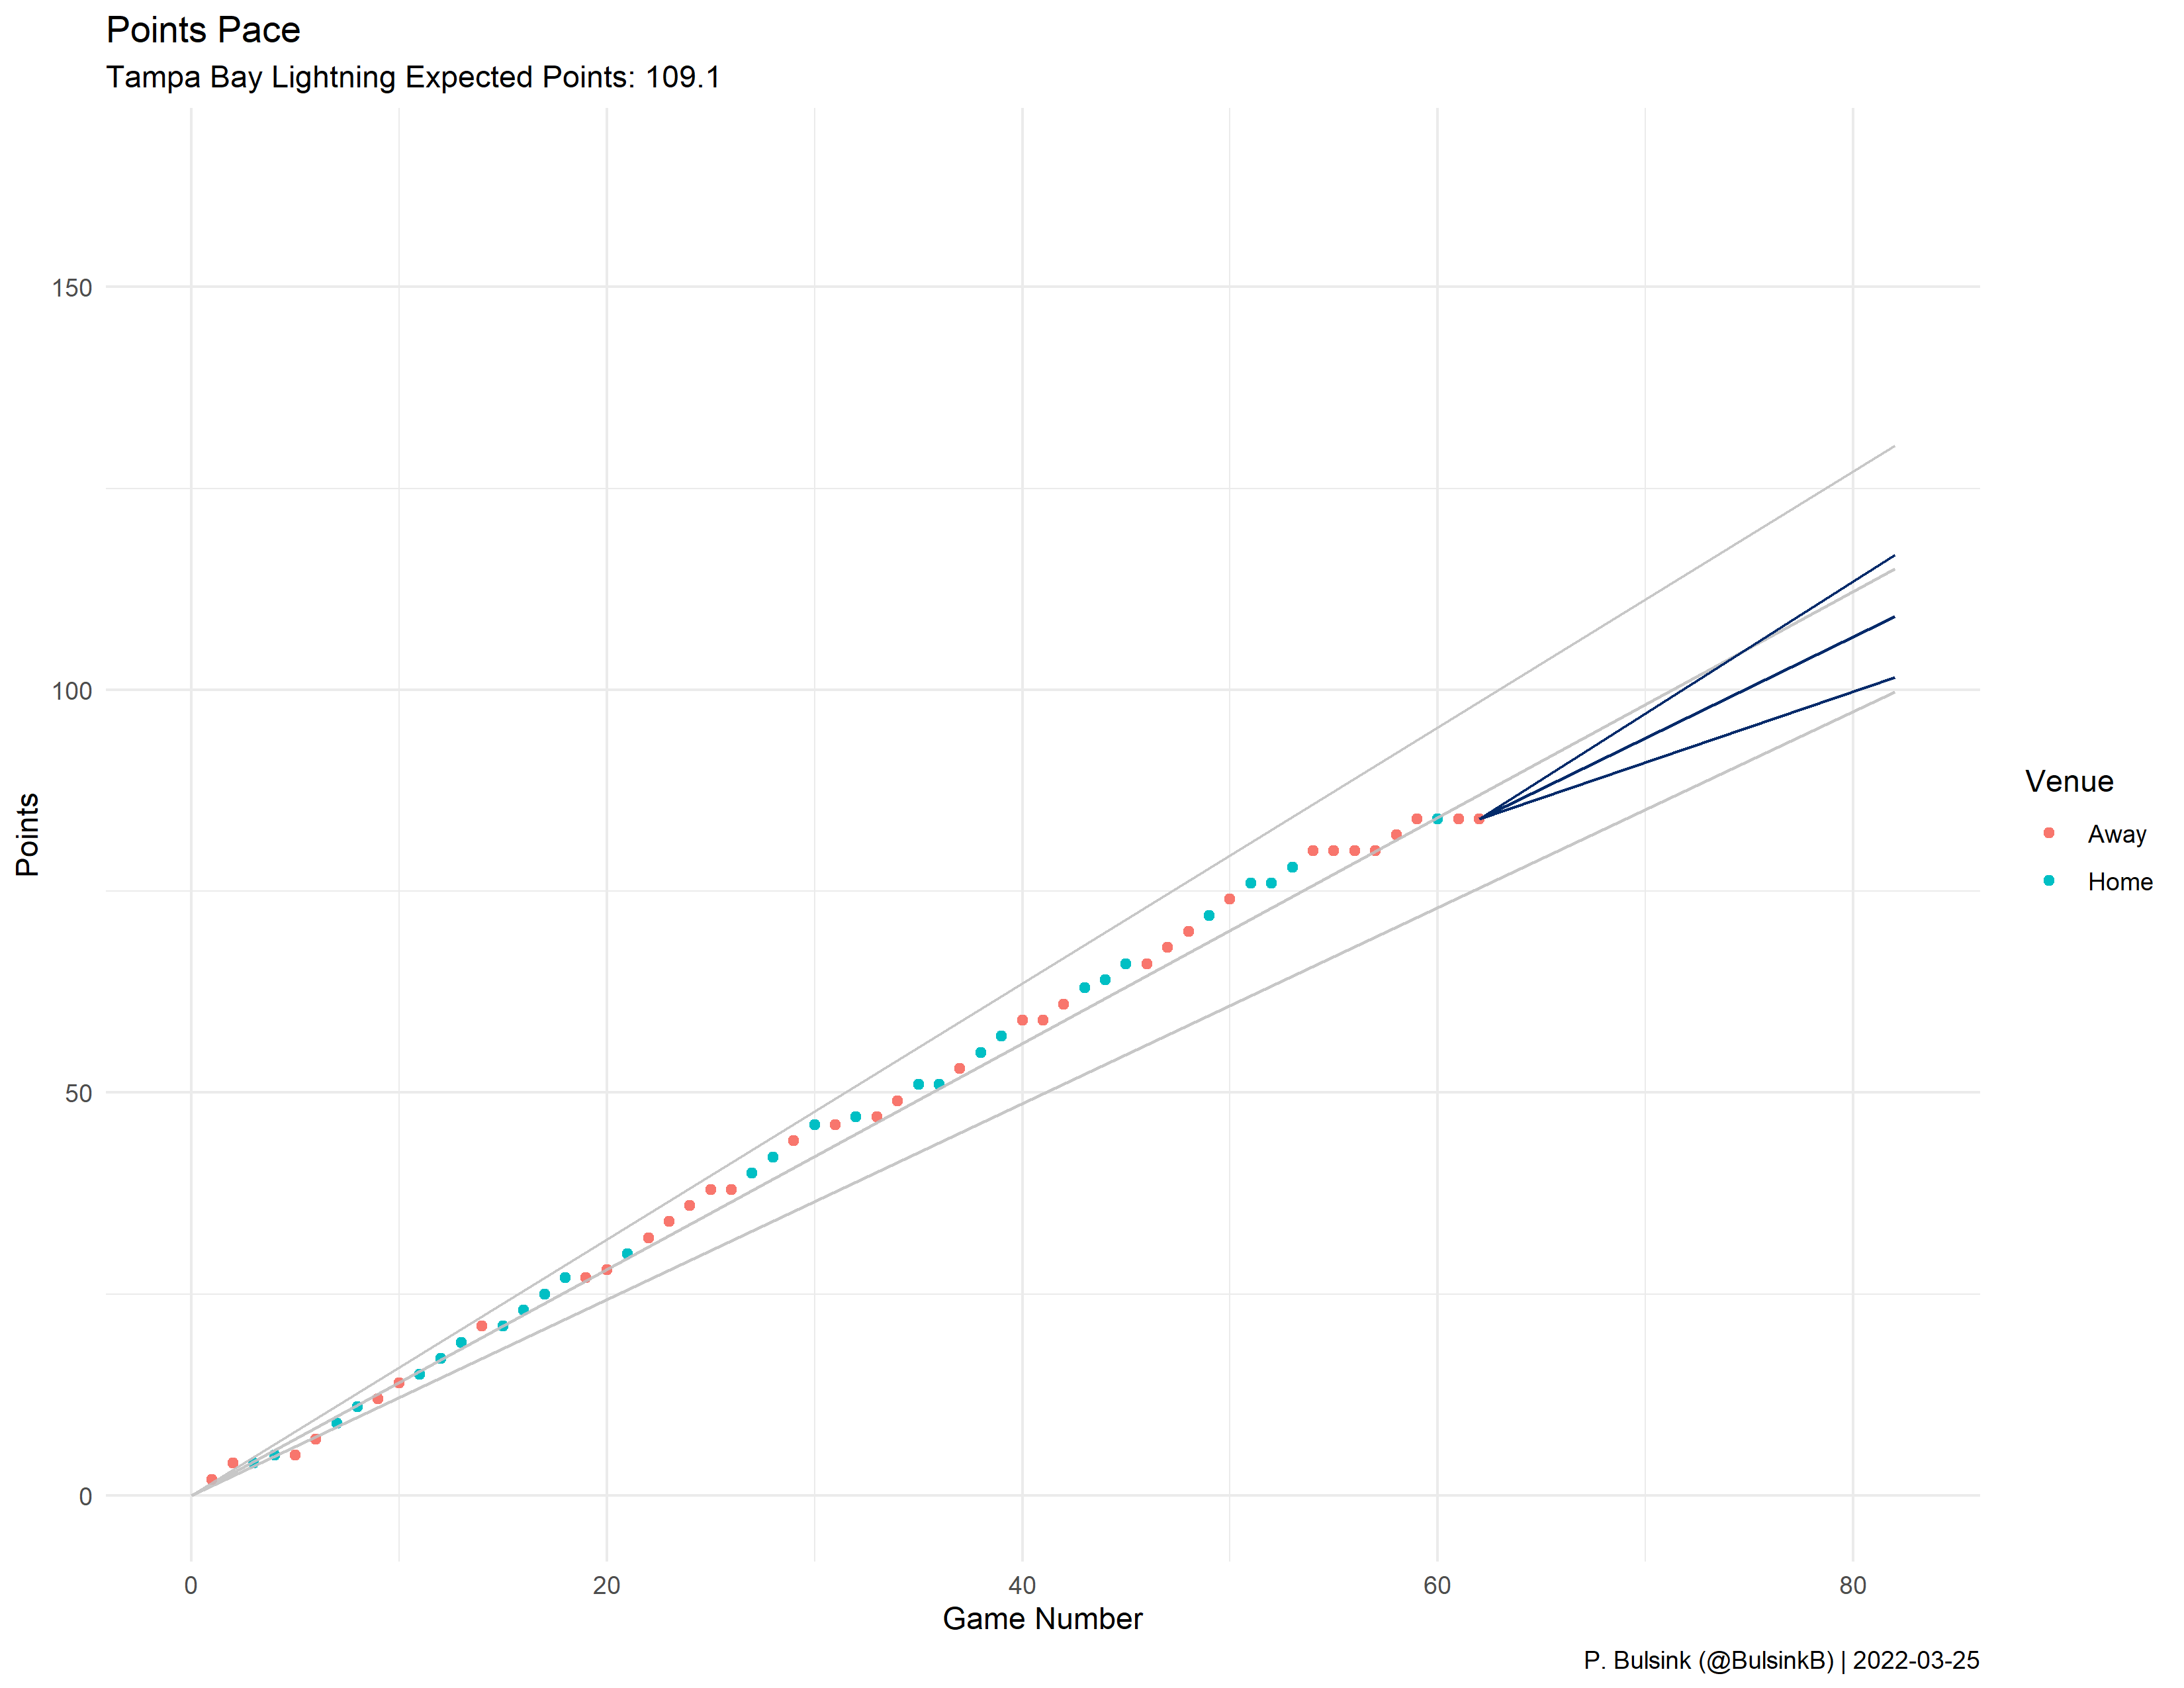 Points Pace
Tampa Bay Lightning Expected Points: 109.1
150
100
50
0
Points
0 20 40 60 80
Game Number
Venue
Away
Home
P. Bulsink (@BulsinkB) | 2022-03-25